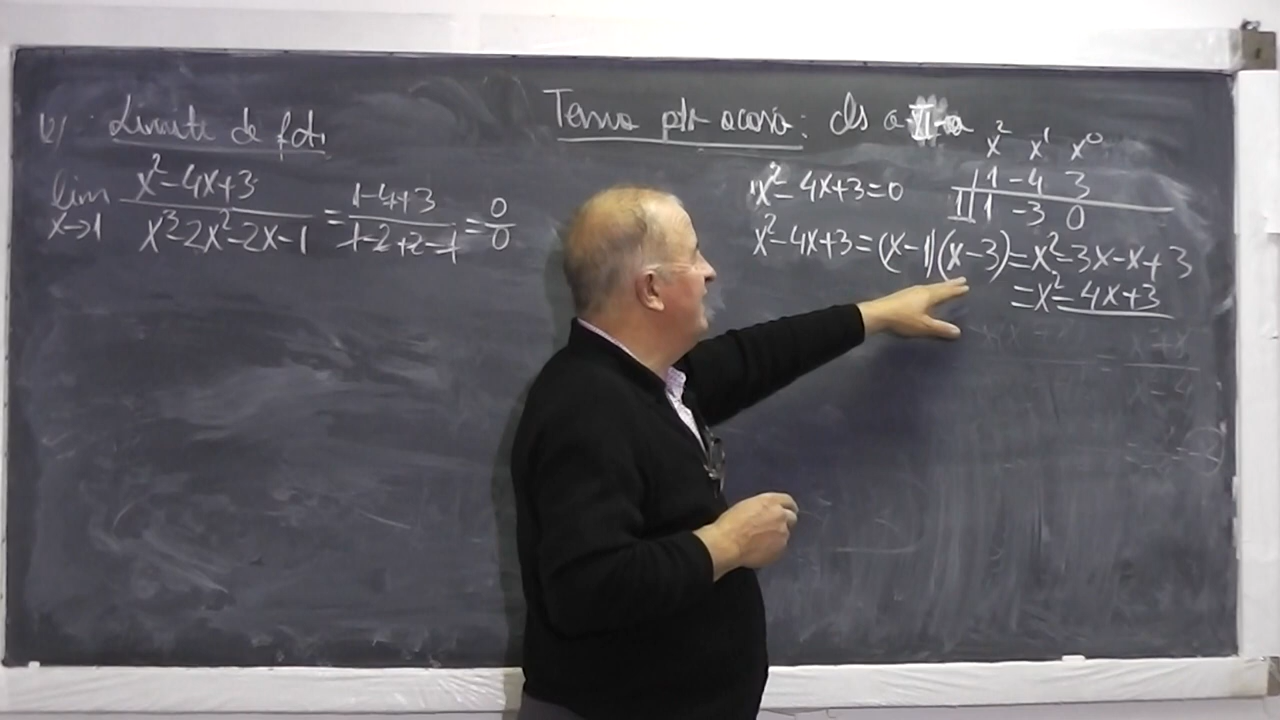 b) Limite de fct.
lim x→1 x²-4x+3 / x³-2x²-2x-1 = 1-4+3 / 1-2+2-1 = 0/0
Tema ptr acasă: cls a XI-a
x² x¹ x⁰
1x²-4x+3=0
1 -4 3
1 | 1 -3 0
x²-4x+3=(x-1)(x-3)=x²-3x-x+3
=x²-4x+3